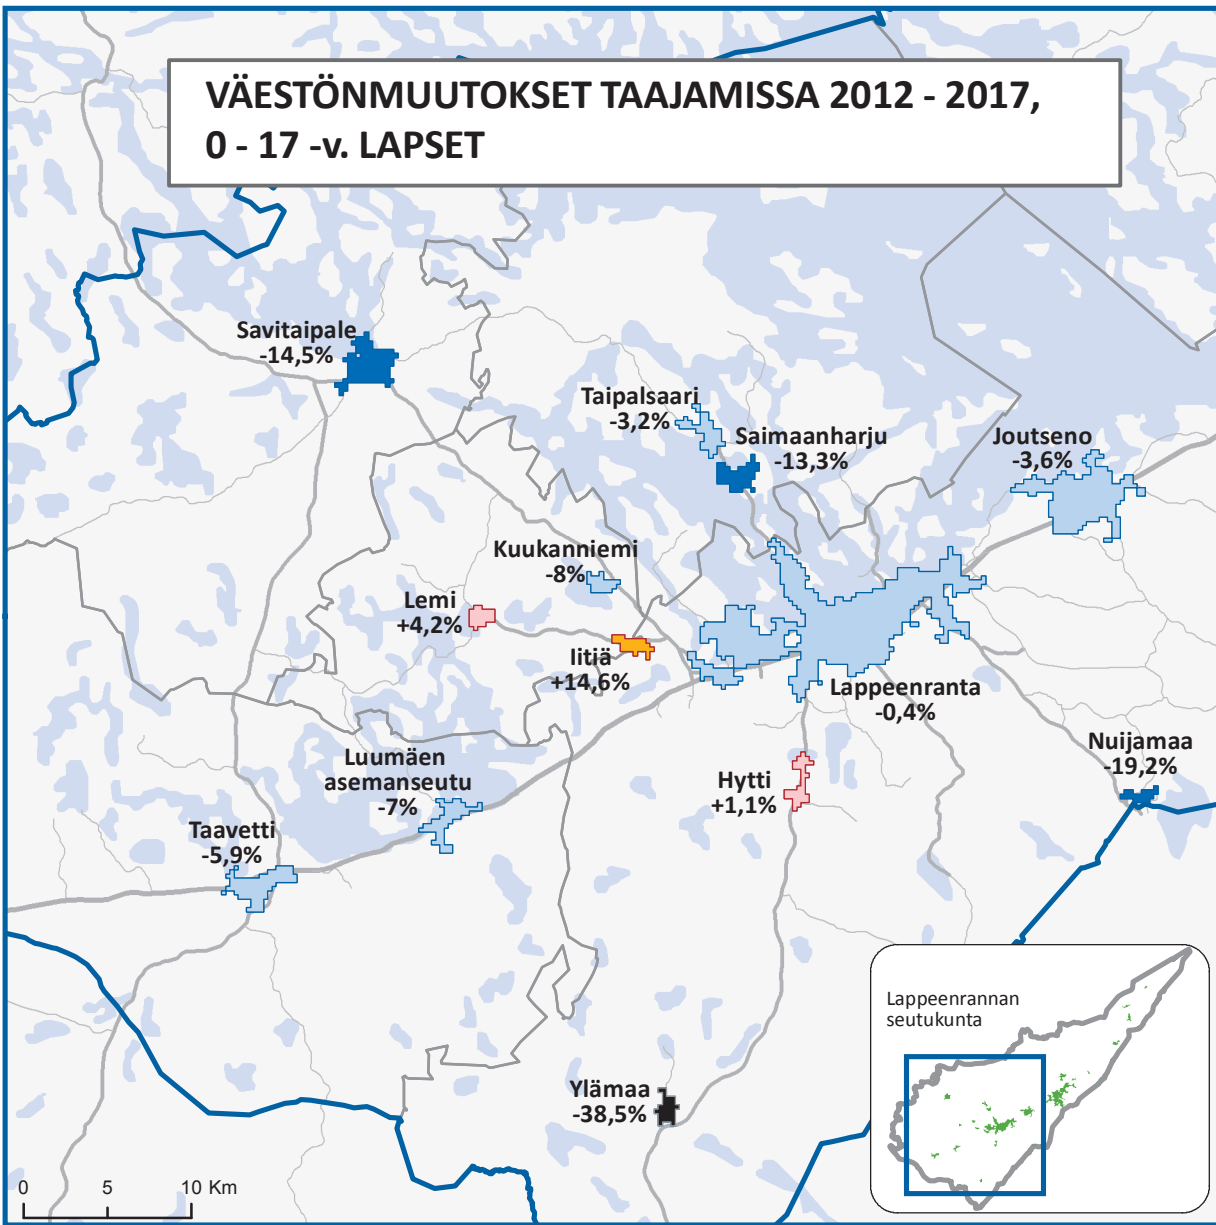 VÄESTÖNMUUTOKSET TAAJAMISSA 2012 - 2017,
0 - 17 -v. LAPSET
Savitaipale
-14,5%
Taipalsaari
-3,2%
Saimaanharju
-13,3%
Joutseno
-3,6%
Kuukanniemi
-8%
Lemi
+4,2%
Iitiä
+14,6%
Lappeenranta
-0,4%
Nuijamaa
-19,2%
Luumäen
asemanseutu
-7%
Hytti
+1,1%
Taavetti
-5,9%
Ylämaa
-38,5%
Lappeenrannan
seutukunta
0 5 10 Km